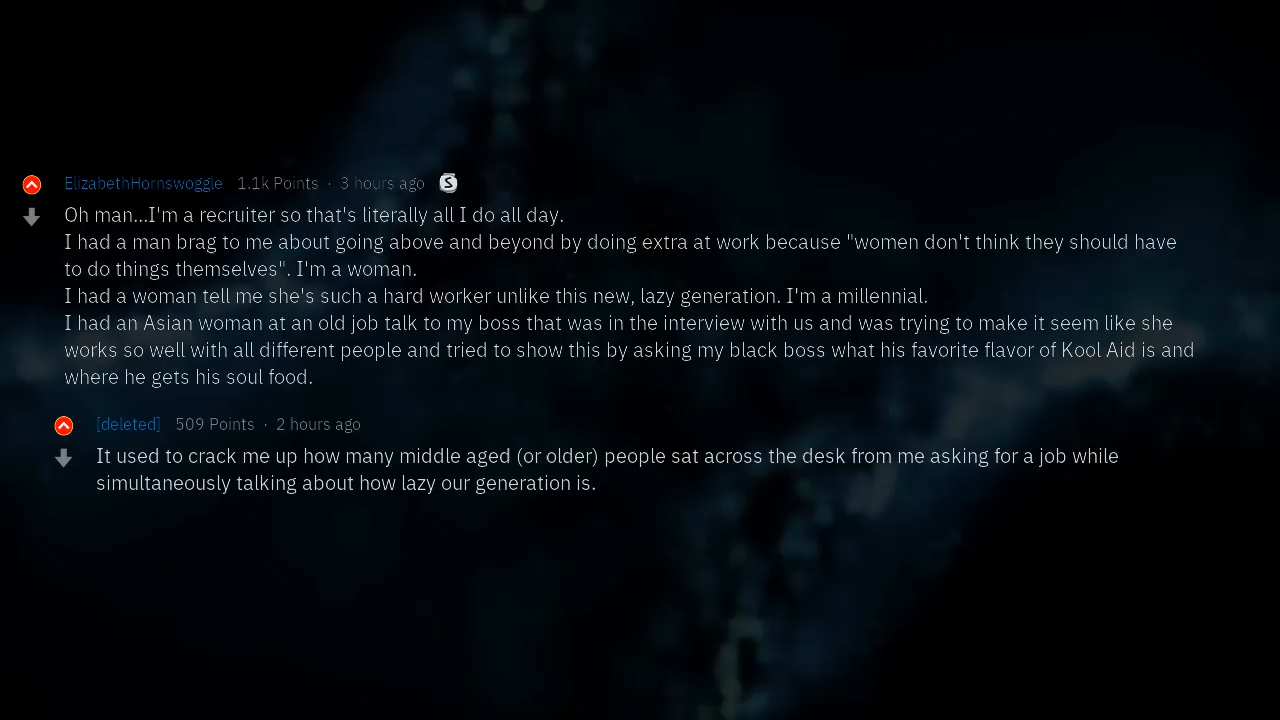 ElizabethHornswoggle 1.1k Points · 3 hours ago S
Oh man...I'm a recruiter so that's literally all I do all day.
I had a man brag to me about going above and beyond by doing extra at work because "women don't think they should have
to do things themselves". I'm a woman.
I had a woman tell me she's such a hard worker unlike this new, lazy generation. I'm a millennial.
I had an Asian woman at an old job talk to my boss that was in the interview with us and was trying to make it seem like she
works so well with all different people and tried to show this by asking my black boss what his favorite flavor of Kool Aid is and
where he gets his soul food.
[deleted] 509 Points · 2 hours ago
It used to crack me up how many middle aged (or older) people sat across the desk from me asking for a job while
simultaneously talking about how lazy our generation is.